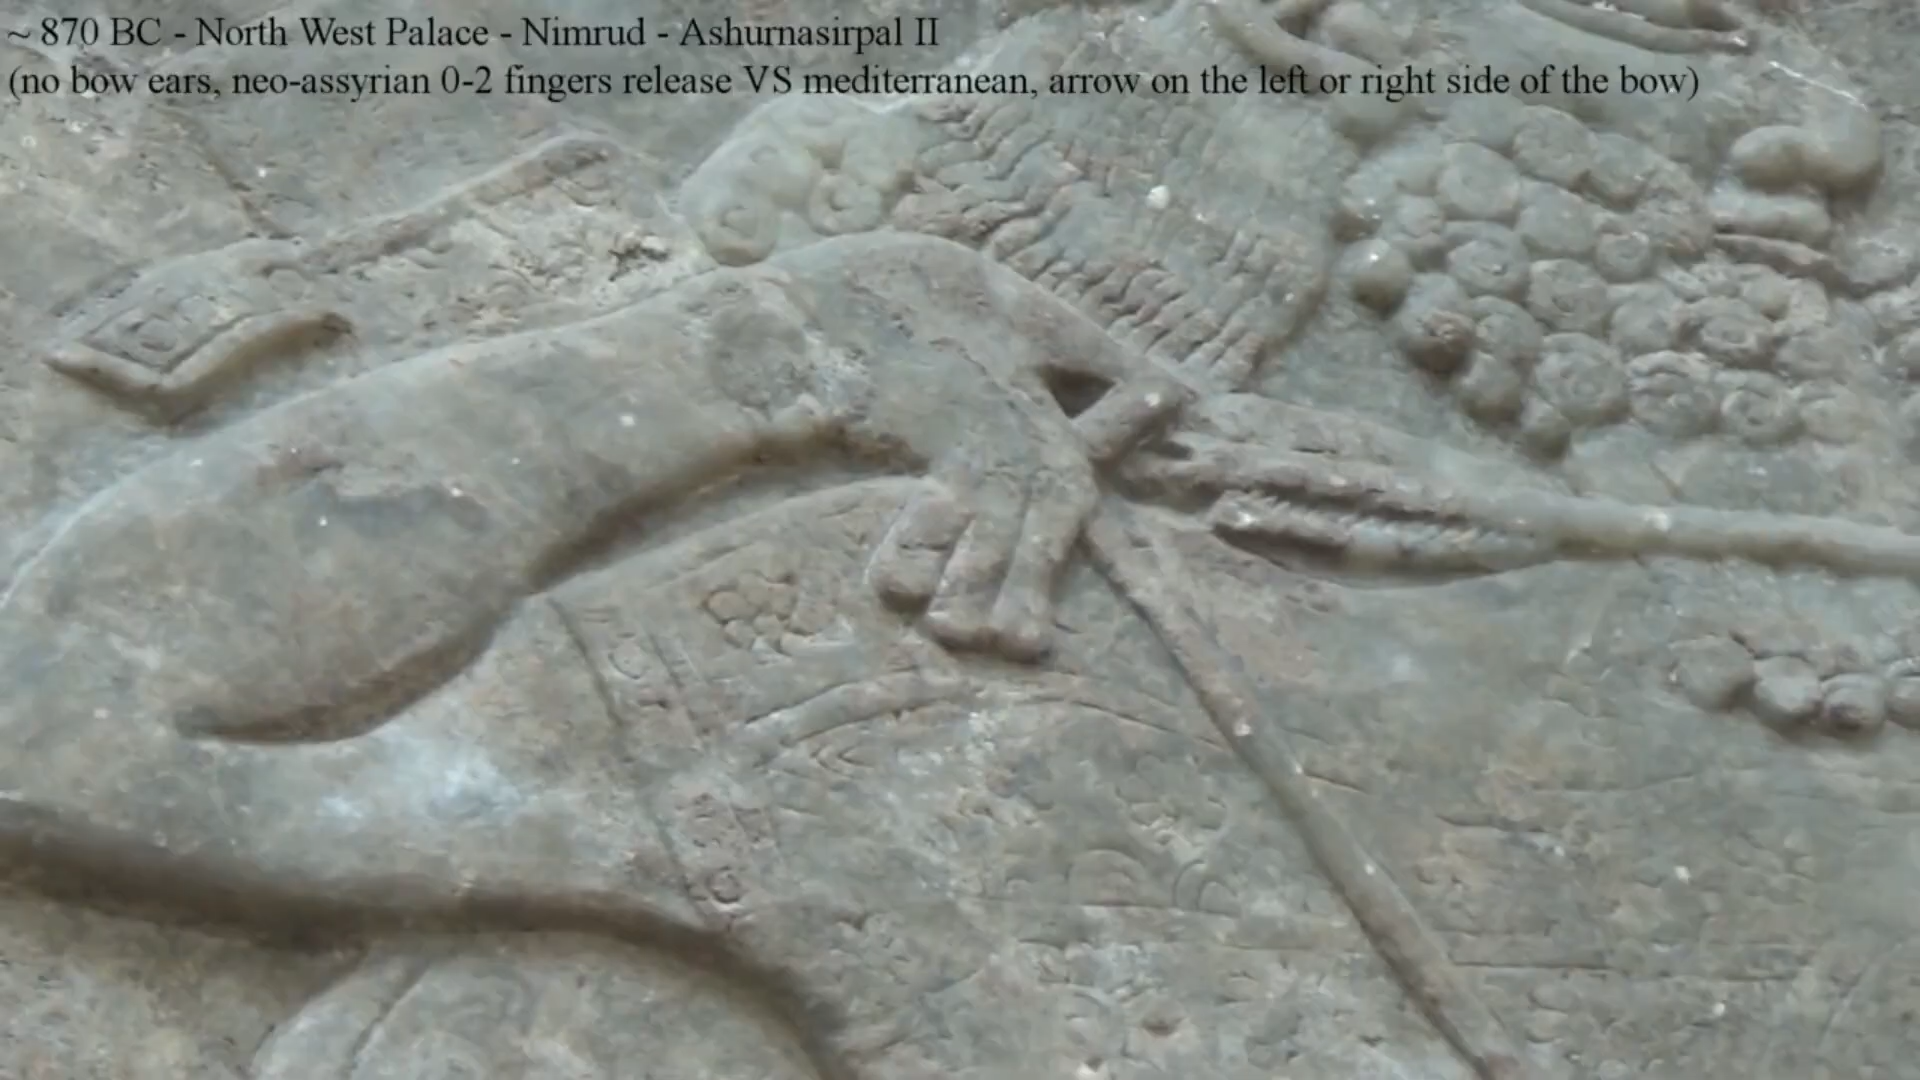 ~ 870 BC - North West Palace - Nimrud - Ashurnasirpal II
(no bow ears, neo-assyrian 0-2 fingers release VS mediterranean, arrow on the left or right side of the bow)